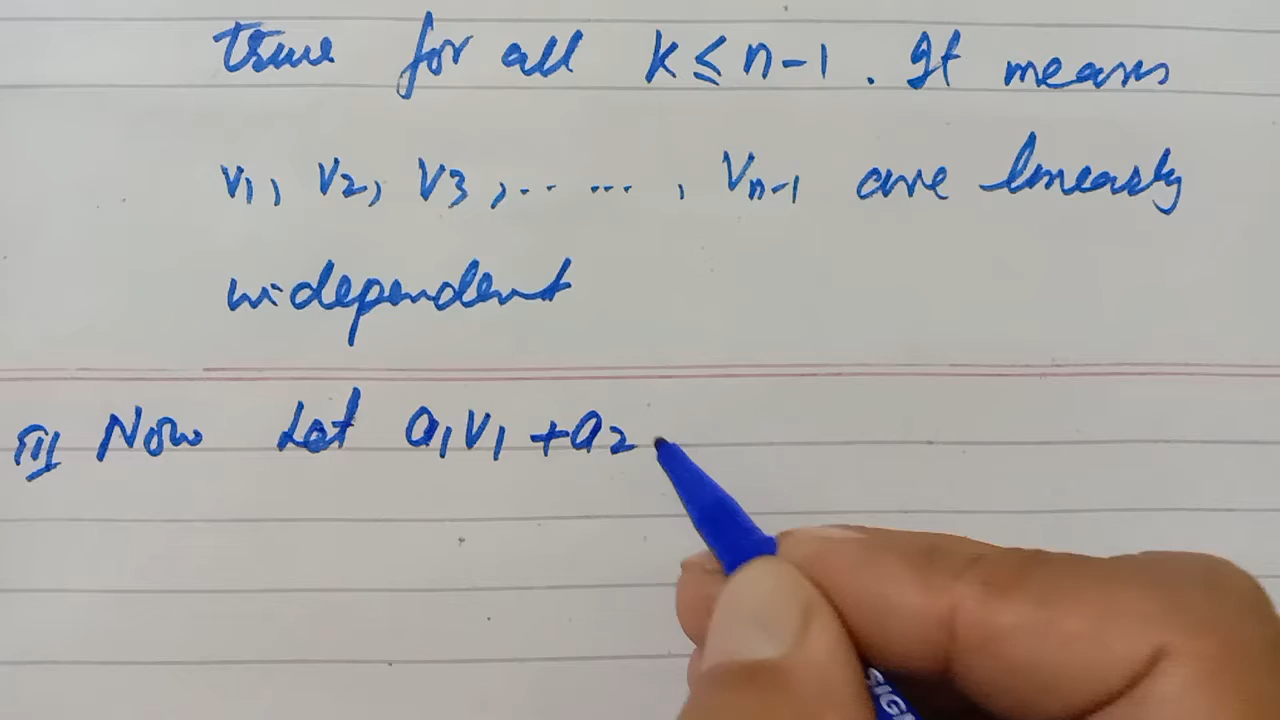 true for all k ≤ n-1. It means
v1, v2, v3, ..... ..., vn-1 are linearly
independent
III Now Let a1v1 + a2
SIGN